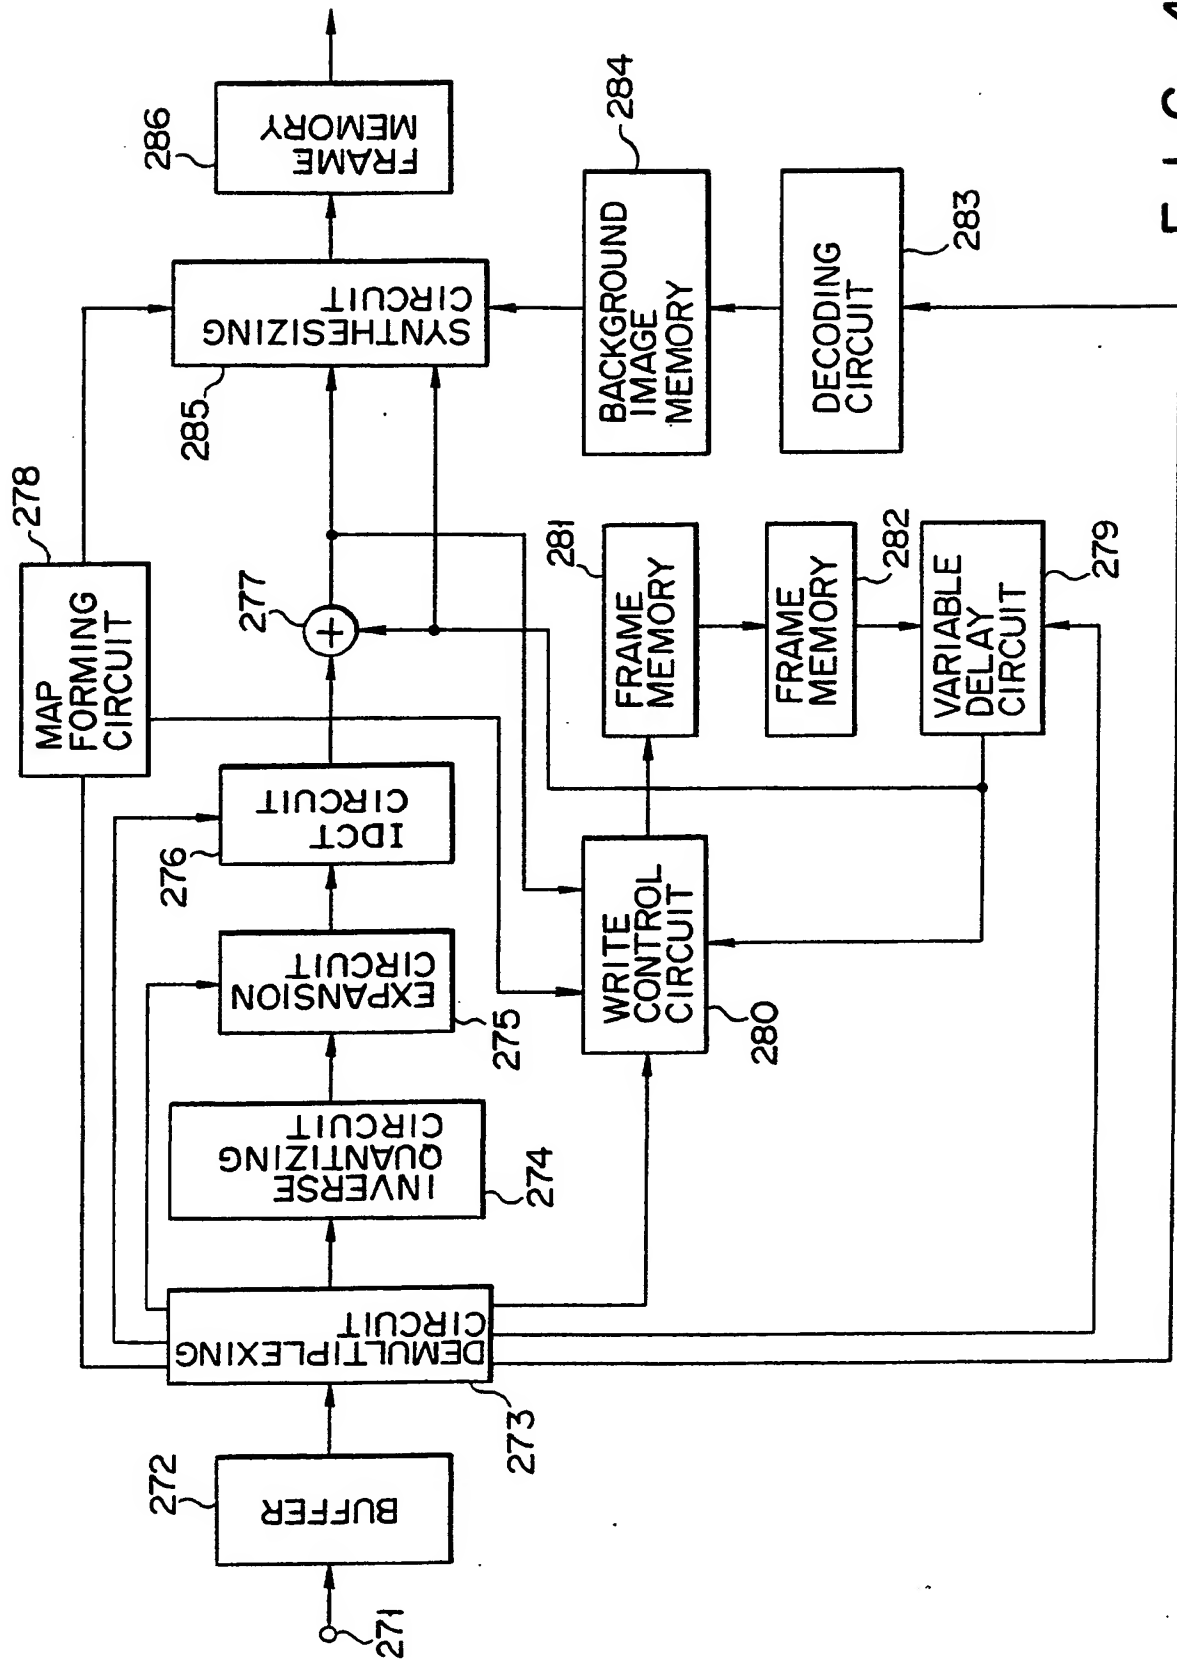 271
272
BUFFER
273
DEMULTIPLEXING
CIRCUIT
274
INVERSE
QUANTIZING
CIRCUIT
275
EXPANSION
CIRCUIT
276
IDCT
CIRCUIT
277
+
278
MAP
FORMING
CIRCUIT
285
SYNTHESIZING
CIRCUIT
286
FRAME
MEMORY
280
WRITE
CONTROL
CIRCUIT
281
FRAME
MEMORY
282
FRAME
MEMORY
279
VARIABLE
DELAY
CIRCUIT
284
BACKGROUND
IMAGE
MEMORY
283
DECODING
CIRCUIT